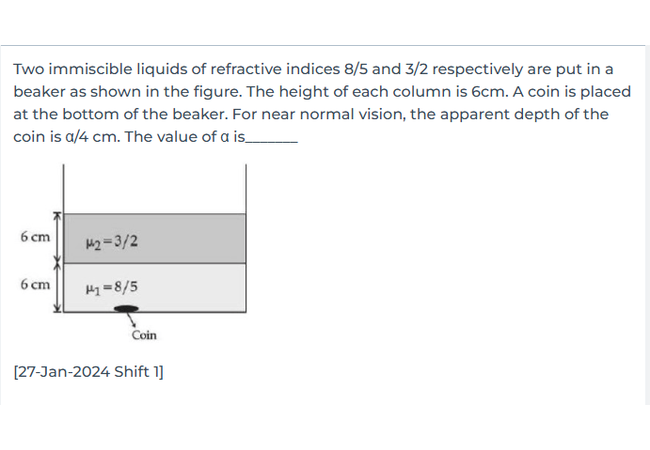 Two immiscible liquids of refractive indices 8/5 and 3/2 respectively are put in a
beaker as shown in the figure. The height of each column is 6cm. A coin is placed
at the bottom of the beaker. For near normal vision, the apparent depth of the
coin is α/4 cm. The value of α is_______
6 cm
μ2=3/2
6 cm
μ1=8/5
Coin
[27-Jan-2024 Shift 1]